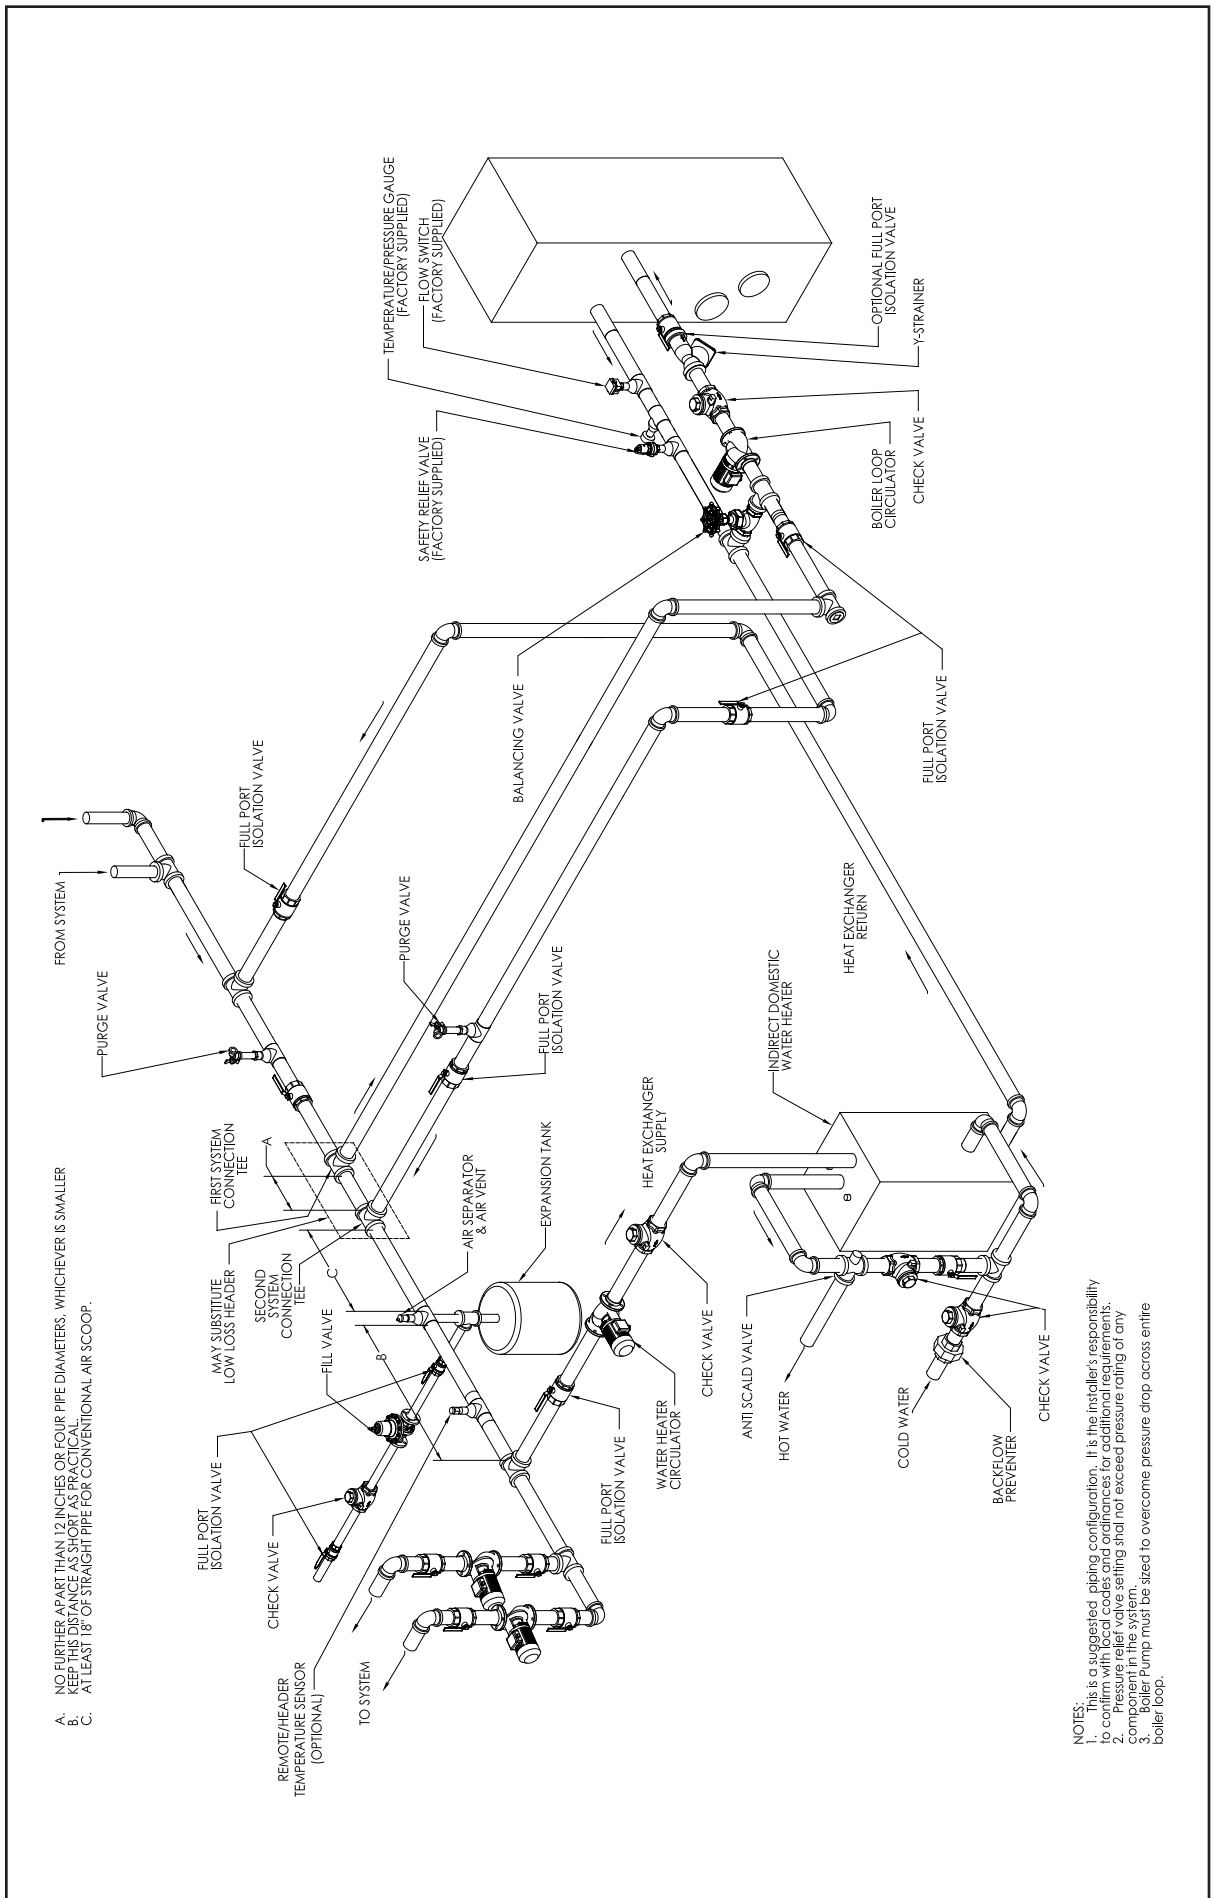 A. NO FURTHER APART THAN 12 INCHES OR FOUR PIPE DIAMETERS, WHICHEVER IS SMALLER
B. KEEP THIS DISTANCE AS SHORT AS PRACTICAL.
C. AT LEAST 18" OF STRAIGHT PIPE FOR CONVENTIONAL AIR SCOOP.
FROM SYSTEM
PURGE VALVE
FULL PORT
ISOLATION VALVE
FIRST SYSTEM
CONNECTION
TEE
A
MAY SUBSTITUTE
LOW LOSS HEADER
SECOND
SYSTEM
CONNECTION
TEE
C
FILL VALVE
B
FULL PORT
ISOLATION VALVE
CHECK VALVE
REMOTE/HEADER
TEMPERATURE SENSOR
(OPTIONAL)
TO SYSTEM
TEMPERATURE/PRESSURE GAUGE
(FACTORY SUPPLIED)
FLOW SWITCH
(FACTORY SUPPLIED)
SAFETY RELIEF VALVE
(FACTORY SUPPLIED)
BALANCING VALVE
PURGE VALVE
FULL PORT
ISOLATION VALVE
AIR SEPARATOR
& AIR VENT
EXPANSION TANK
HEAT EXCHANGER
SUPPLY
FULL PORT
ISOLATION VALVE
WATER HEATER
CIRCULATOR
CHECK VALVE
ANTI SCALD VALVE
HOT WATER
INDIRECT DOMESTIC
WATER HEATER
HEAT EXCHANGER
RETURN
OPTIONAL FULL PORT
ISOLATION VALVE
Y-STRAINER
CHECK VALVE
BOILER LOOP
CIRCULATOR
FULL PORT
ISOLATION VALVE
COLD WATER
BACKFLOW
PREVENTER
CHECK VALVE
NOTES:
1. This is a suggested piping configuration. It is the installer's responsibility
to confirm with local codes and ordinances for additional requirements.
2. Pressure relief valve setting shal not exceed pressure rating of any
component in the system.
3. Boiler Pump must be sized to overcome pressure drop across entire
boiler loop.